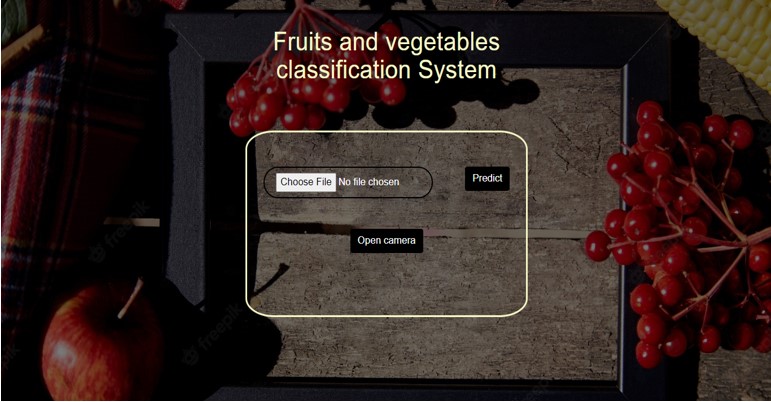 Fruits and vegetables
classification System
Choose File No file chosen
Predict
Open camera
freepik
freepik